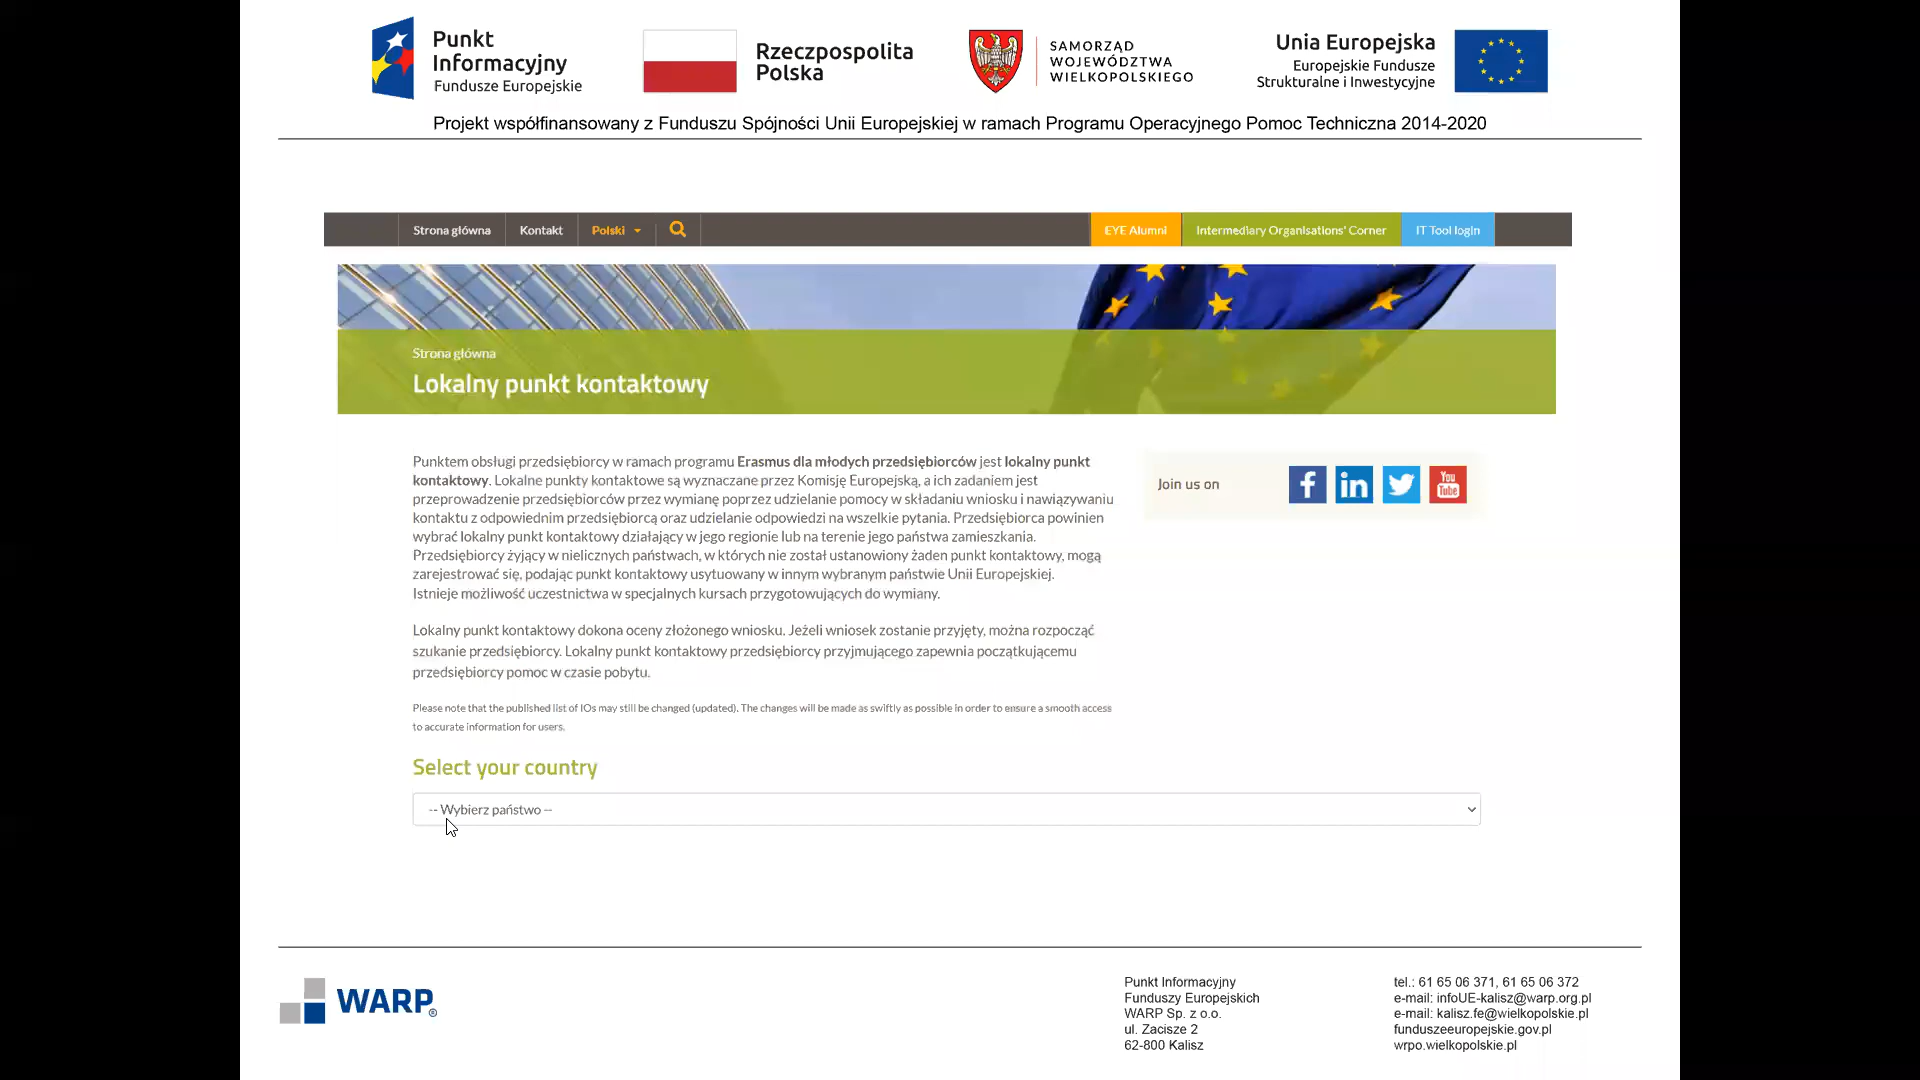 Punkt
Informacyjny
Fundusze Europejskie
Rzeczpospolita
Polska
SAMORZĄD
WOJEWÓDZTWA
WIELKOPOLSKIEGO
Unia Europejska
Europejskie Fundusze
Strukturalne i Inwestycyjne
Projekt współfinansowany z Funduszu Spójności Unii Europejskiej w ramach Programu Operacyjnego Pomoc Techniczna 2014-2020
Strona główna Kontakt Polski EYE Alumni Intermediary Organisations' Corner IT Tool login
Strona główna
Lokalny punkt kontaktowy
Punktem obsługi przedsiębiorcy w ramach programu Erasmus dla młodych przedsiębiorców jest lokalny punkt
kontaktowy. Lokalne punkty kontaktowe są wyznaczane przez Komisję Europejską, a ich zadaniem jest
przeprowadzenie przedsiębiorców przez wymianę poprzez udzielanie pomocy w składaniu wniosku i nawiązywaniu
kontaktu z odpowiednim przedsiębiorcą oraz udzielanie odpowiedzi na wszelkie pytania. Przedsiębiorca powinien
wybrać lokalny punkt kontaktowy działający w jego regionie lub na terenie jego państwa zamieszkania.
Przedsiębiorcy żyjący w nielicznych państwach, w których nie został ustanowiony żaden punkt kontaktowy, mogą
zarejestrować się, podając punkt kontaktowy usytuowany w innym wybranym państwie Unii Europejskiej.
Istnieje możliwość uczestnictwa w specjalnych kursach przygotowujących do wymiany.
Lokalny punkt kontaktowy dokona oceny złożonego wniosku. Jeżeli wniosek zostanie przyjęty, można rozpocząć
szukanie przedsiębiorcy. Lokalny punkt kontaktowy przedsiębiorcy przyjmującego zapewnia początkującemu
przedsiębiorcy pomoc w czasie pobytu.
Please note that the published list of IOs may still be changed (updated). The changes will be made as swiftly as possible in order to ensure a smooth access
to accurate information for users.
Join us on
You
Tube
Select your country
-- Wybierz państwo --
WARP®
Punkt Informacyjny
Funduszy Europejskich
WARP Sp. z o.o.
ul. Zacisze 2
62-800 Kalisz
tel.: 61 65 06 371, 61 65 06 372
e-mail: infoUE-kalisz@warp.org.pl
e-mail: kalisz.fe@wielkopolskie.pl
funduszeeuropejskie.gov.pl
wrpo.wielkopolskie.pl